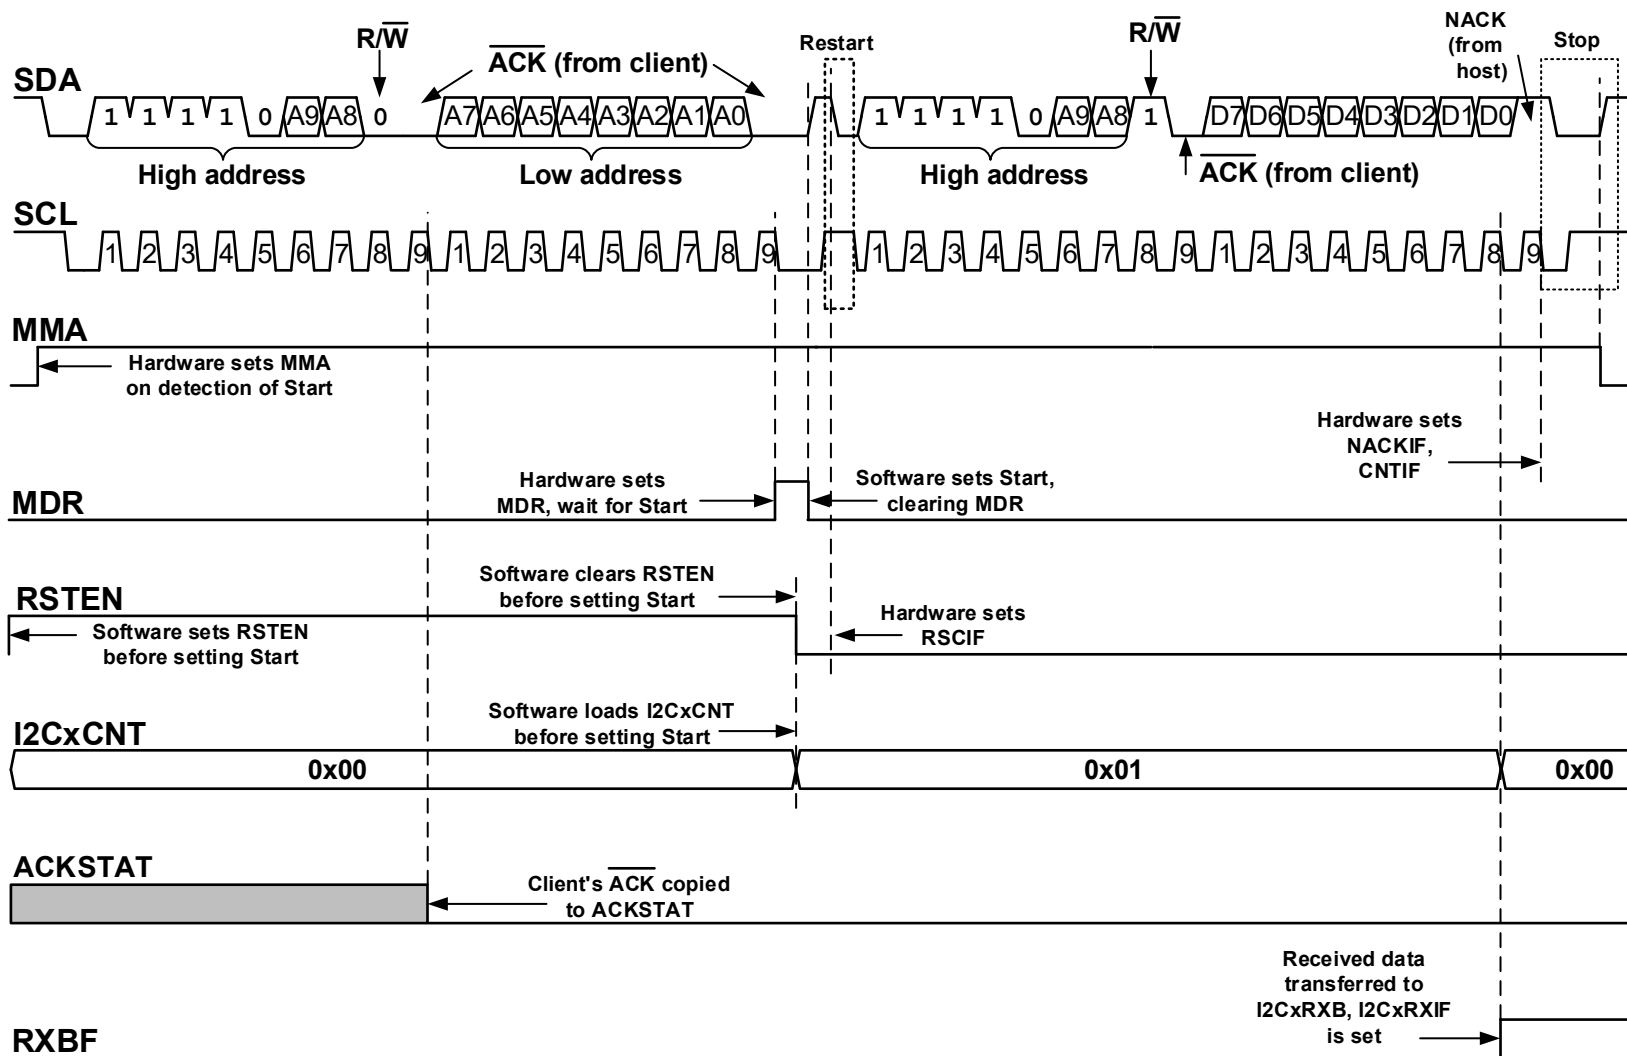 R/W
ACK (from client)
Restart
R/W
NACK
(from
host)
Stop
SDA
1 1 1 1 0 A9 A8 0
A7 A6 A5 A4 A3 A2 A1 A0
1 1 1 1 0 A9 A8 1
D7 D6 D5 D4 D3 D2 D1 D0
High address
Low address
High address
ACK (from client)
SCL
1 2 3 4 5 6 7 8 9 1 2 3 4 5 6 7 8 9 1 2 3 4 5 6 7 8 9 1 2 3 4 5 6 7 8 9
MMA
Hardware sets MMA
on detection of Start
Hardware sets
NACKIF,
CNTIF
MDR
Hardware sets
MDR, wait for Start
Software sets Start,
clearing MDR
RSTEN
Software clears RSTEN
before setting Start
Software sets RSTEN
before setting Start
Hardware sets
RSCIF
I2CxCNT
Software loads I2CxCNT
before setting Start
0x00
0x01
0x00
ACKSTAT
Client's ACK copied
to ACKSTAT
Received data
transferred to
I2CxRXB, I2CxRXIF
is set
RXBF